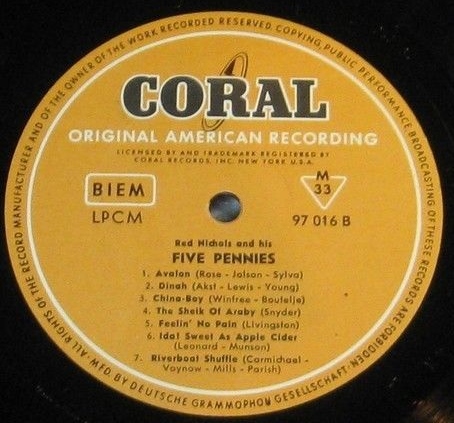 ALL RIGHTS OF THE RECORD MANUFACTURER AND OF THE OWNER OF THE WORK RECORDED RESERVED. COPYING, PUBLIC PERFORMANCE BROADCASTING OF THESE RECORDS ARE FORBIDDEN
CORAL
ORIGINAL AMERICAN RECORDING
LICENSED BY AND TRADEMARK REGISTERED BY
CORAL RECORDS, INC. NEW YORK U.S.A.
BIEM
M
33
LPCM
97 016 B
Red Nichols and his
FIVE PENNIES
1. Avalon (Rose - Jolson - Sylva)
2. Dinah (Akst - Lewis - Young)
3. China-Boy (Winfree - Boutelje)
4. The Sheik Of Araby (Snyder)
5. Feelin' No Pain (Livingston)
6. Ida! Sweet As Apple Cider
(Leonard - Munson)
7. Riverboat Shuffle (Carmichael -
Voynow - Mills - Parish)
MFD BY DEUTSCHE GRAMMOPHON GESELLSCHAFT